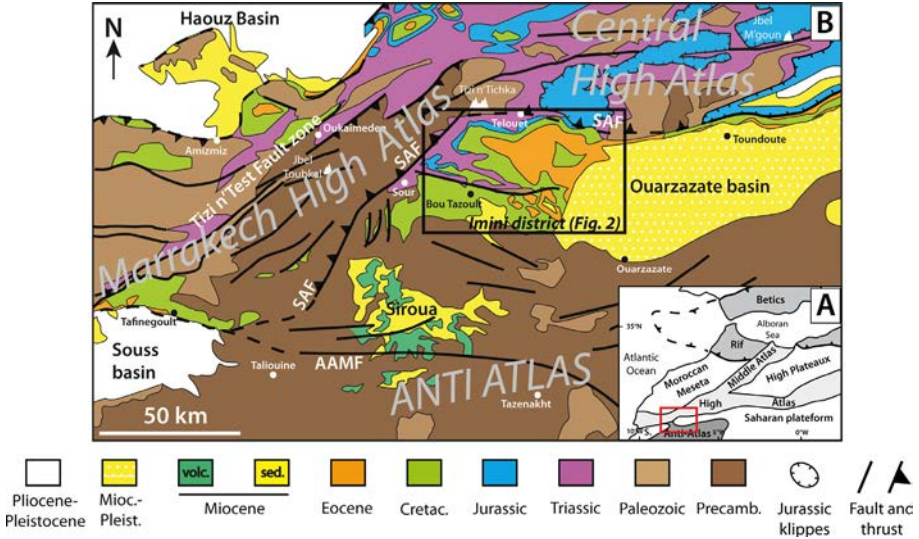 Haouz Basin
N
B
Central
High Atlas
Jbel
M'goun
Tizi n'Tichka
Oukaimeden
Telouet
SAF
Toundoute
Amizmiz
Tizi n'Test Fault zone
Jbel
Toubkal
SAF
Sour
Bou Tazoult
Imini district (Fig. 2)
Ouarzazate basin
Marrakech High Atlas
Ouarzazate
SAF
Siroua
Tafinegoult
Souss
basin
Taliouine
AAMF
ANTI ATLAS
Tazenakht
50 km
A
Betics
35°N
Alboran
Sea
Rif
Atlantic
Ocean
Middle Atlas
High Plateaux
Moroccan
Meseta
High
Atlas
Saharan plateform
S.
5°W
0°W
Anti-Atlas
volc.
sed.
Pliocene-
Pleistocene
Mioc.-
Pleist.
Miocene
Eocene
Cretac.
Jurassic
Triassic
Paleozoic
Precamb.
Jurassic
klippes
Fault and
thrust